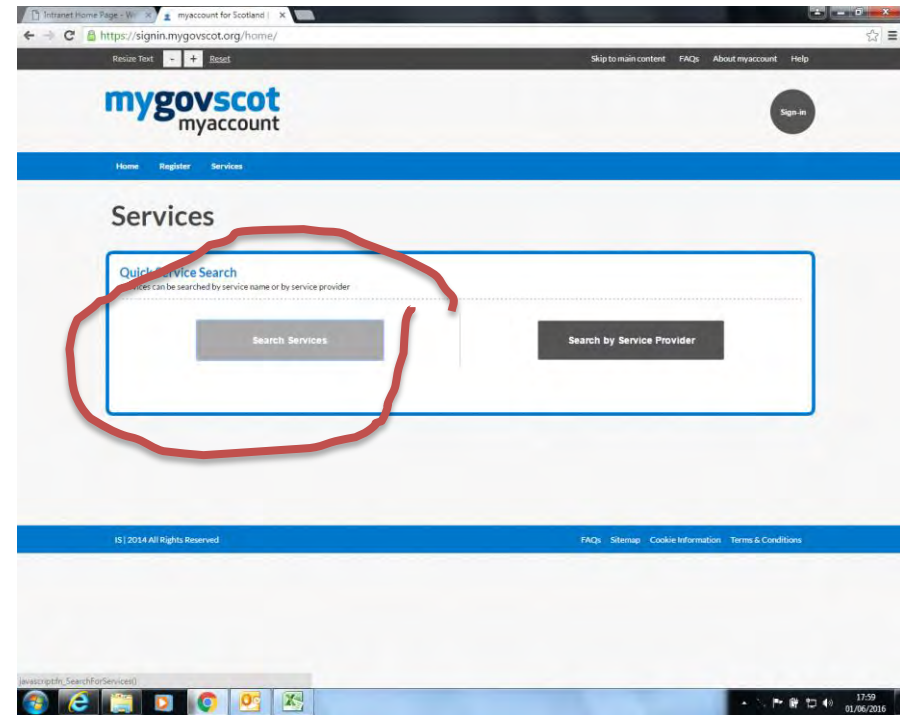 Intranet Home Page - W
myaccount for Scotland |
https://signin.mygovscot.org/home/
Resize Text - + Reset
Skip to main content FAQs About myaccount Help
mygovscot
myaccount
Sign-in
Home Register Services
Services
Quick Service Search
Services can be searched by service name or by service provider
Search Services
Search by Service Provider
IS | 2014 All Rights Reserved
FAQs Sitemap Cookie Information Terms & Conditions
javascript:fn_SearchForServices()
17:59
01/06/2016